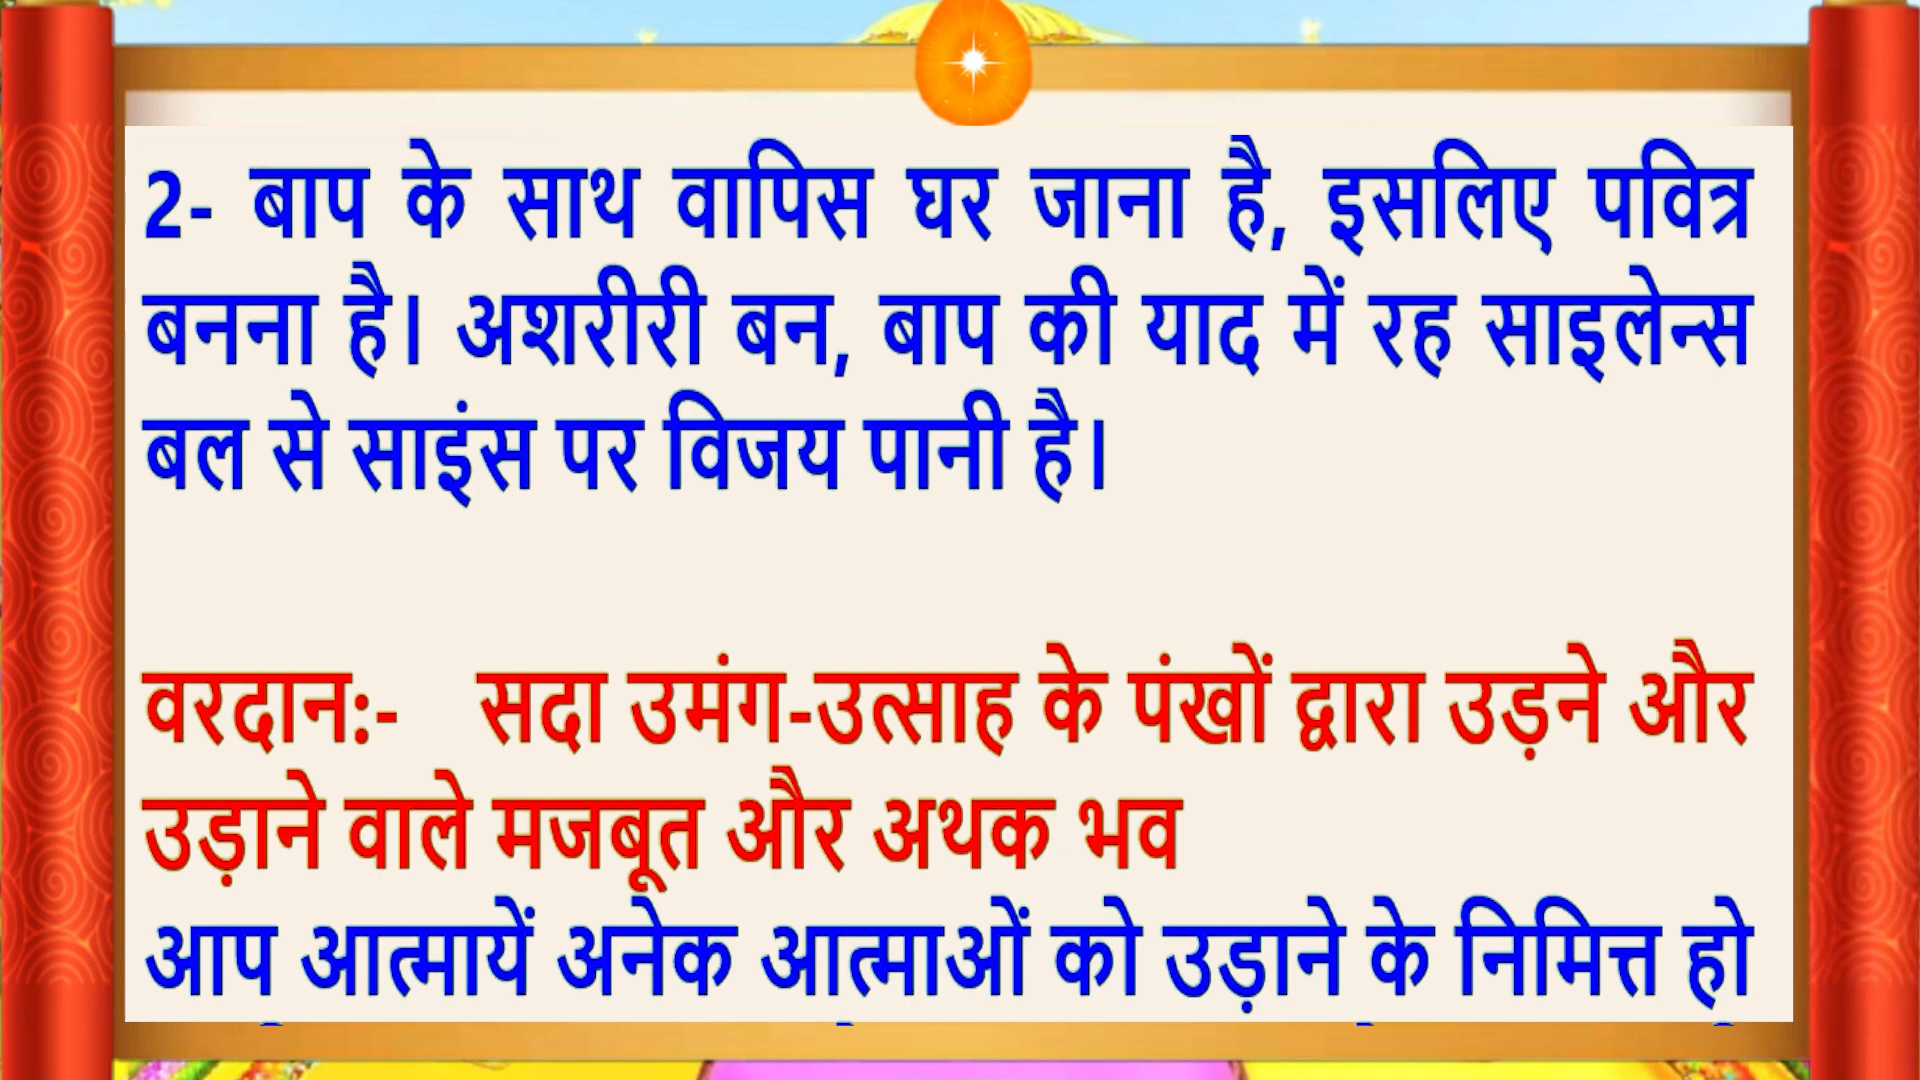 2- बाप के साथ वापिस घर जाना है, इसलिए पवित्र
बनना है। अशरीरी बन, बाप की याद में रह साइलेन्स
बल से साइंस पर विजय पानी है।
वरदान:- सदा उमंग-उत्साह के पंखों द्वारा उड़ने और
उड़ाने वाले मजबूत और अथक भव
आप आत्मायें अनेक आत्माओं को उड़ाने के निमित्त हो